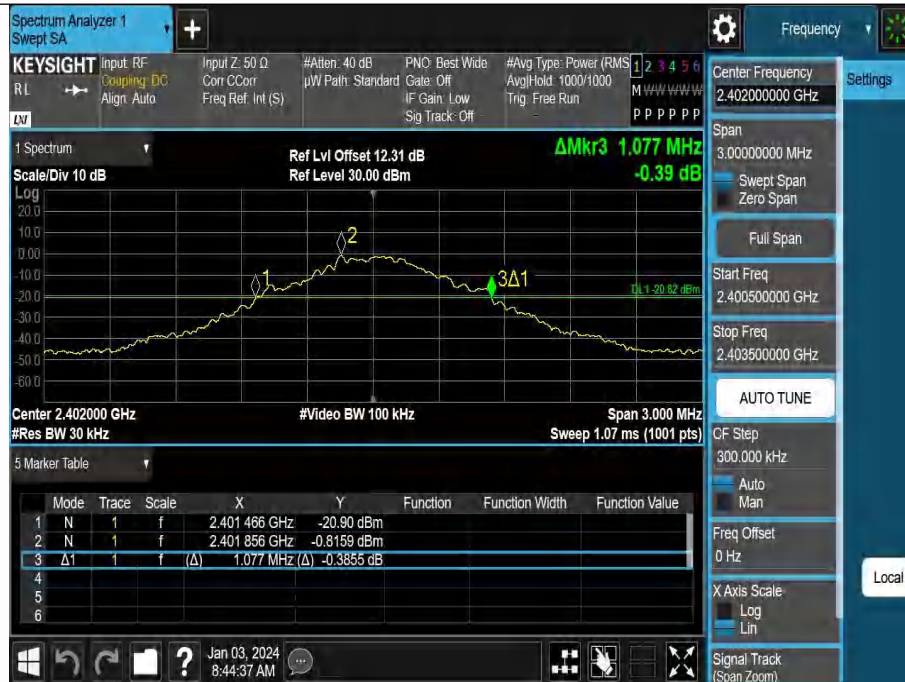 Spectrum Analyzer 1
Swept SA
Frequency
KEYSIGHT
Input: RF
Coupling: DC
Align: Auto
Input Z: 50 Ω
Corr CCorr
Freq Ref: Int (S)
#Atten: 40 dB
µW Path: Standard
PNO: Best Wide
Gate: Off
IF Gain: Low
Sig Track: Off
#Avg Type: Power (RMS
Avg|Hold: 1000/1000
Trig: Free Run
1 2 3 4 5 6
M W W W W W
P P P P P P
R L
LXI
Center Frequency
2.402000000 GHz
Settings
Span
3.00000000 MHz
Swept Span
Zero Span
Full Span
Start Freq
2.400500000 GHz
Stop Freq
2.403500000 GHz
AUTO TUNE
CF Step
300.000 kHz
Auto
Man
Freq Offset
0 Hz
X Axis Scale
Log
Lin
Signal Track
(Span Zoom)
Local
1 Spectrum
Scale/Div 10 dB
Ref Lvl Offset 12.31 dB
Ref Level 30.00 dBm
ΔMkr3 1.077 MHz
-0.39 dB
Log
20.0
10.0
0.00
-10.0
-20.0
-30.0
-40.0
-50.0
-60.0
1
2
3Δ1
DL1 -20.82 dBm
Center 2.402000 GHz
#Video BW 100 kHz
Span 3.000 MHz
#Res BW 30 kHz
Sweep 1.07 ms (1001 pts)
5 Marker Table
Mode Trace Scale X Y Function Function Width Function Value
1 N 1 f 2.401 466 GHz -20.90 dBm
2 N 1 f 2.401 856 GHz -0.8159 dBm
3 Δ1 1 f (Δ) 1.077 MHz (Δ) -0.3855 dB
4
5
6
?
Jan 03, 2024
8:44:37 AM